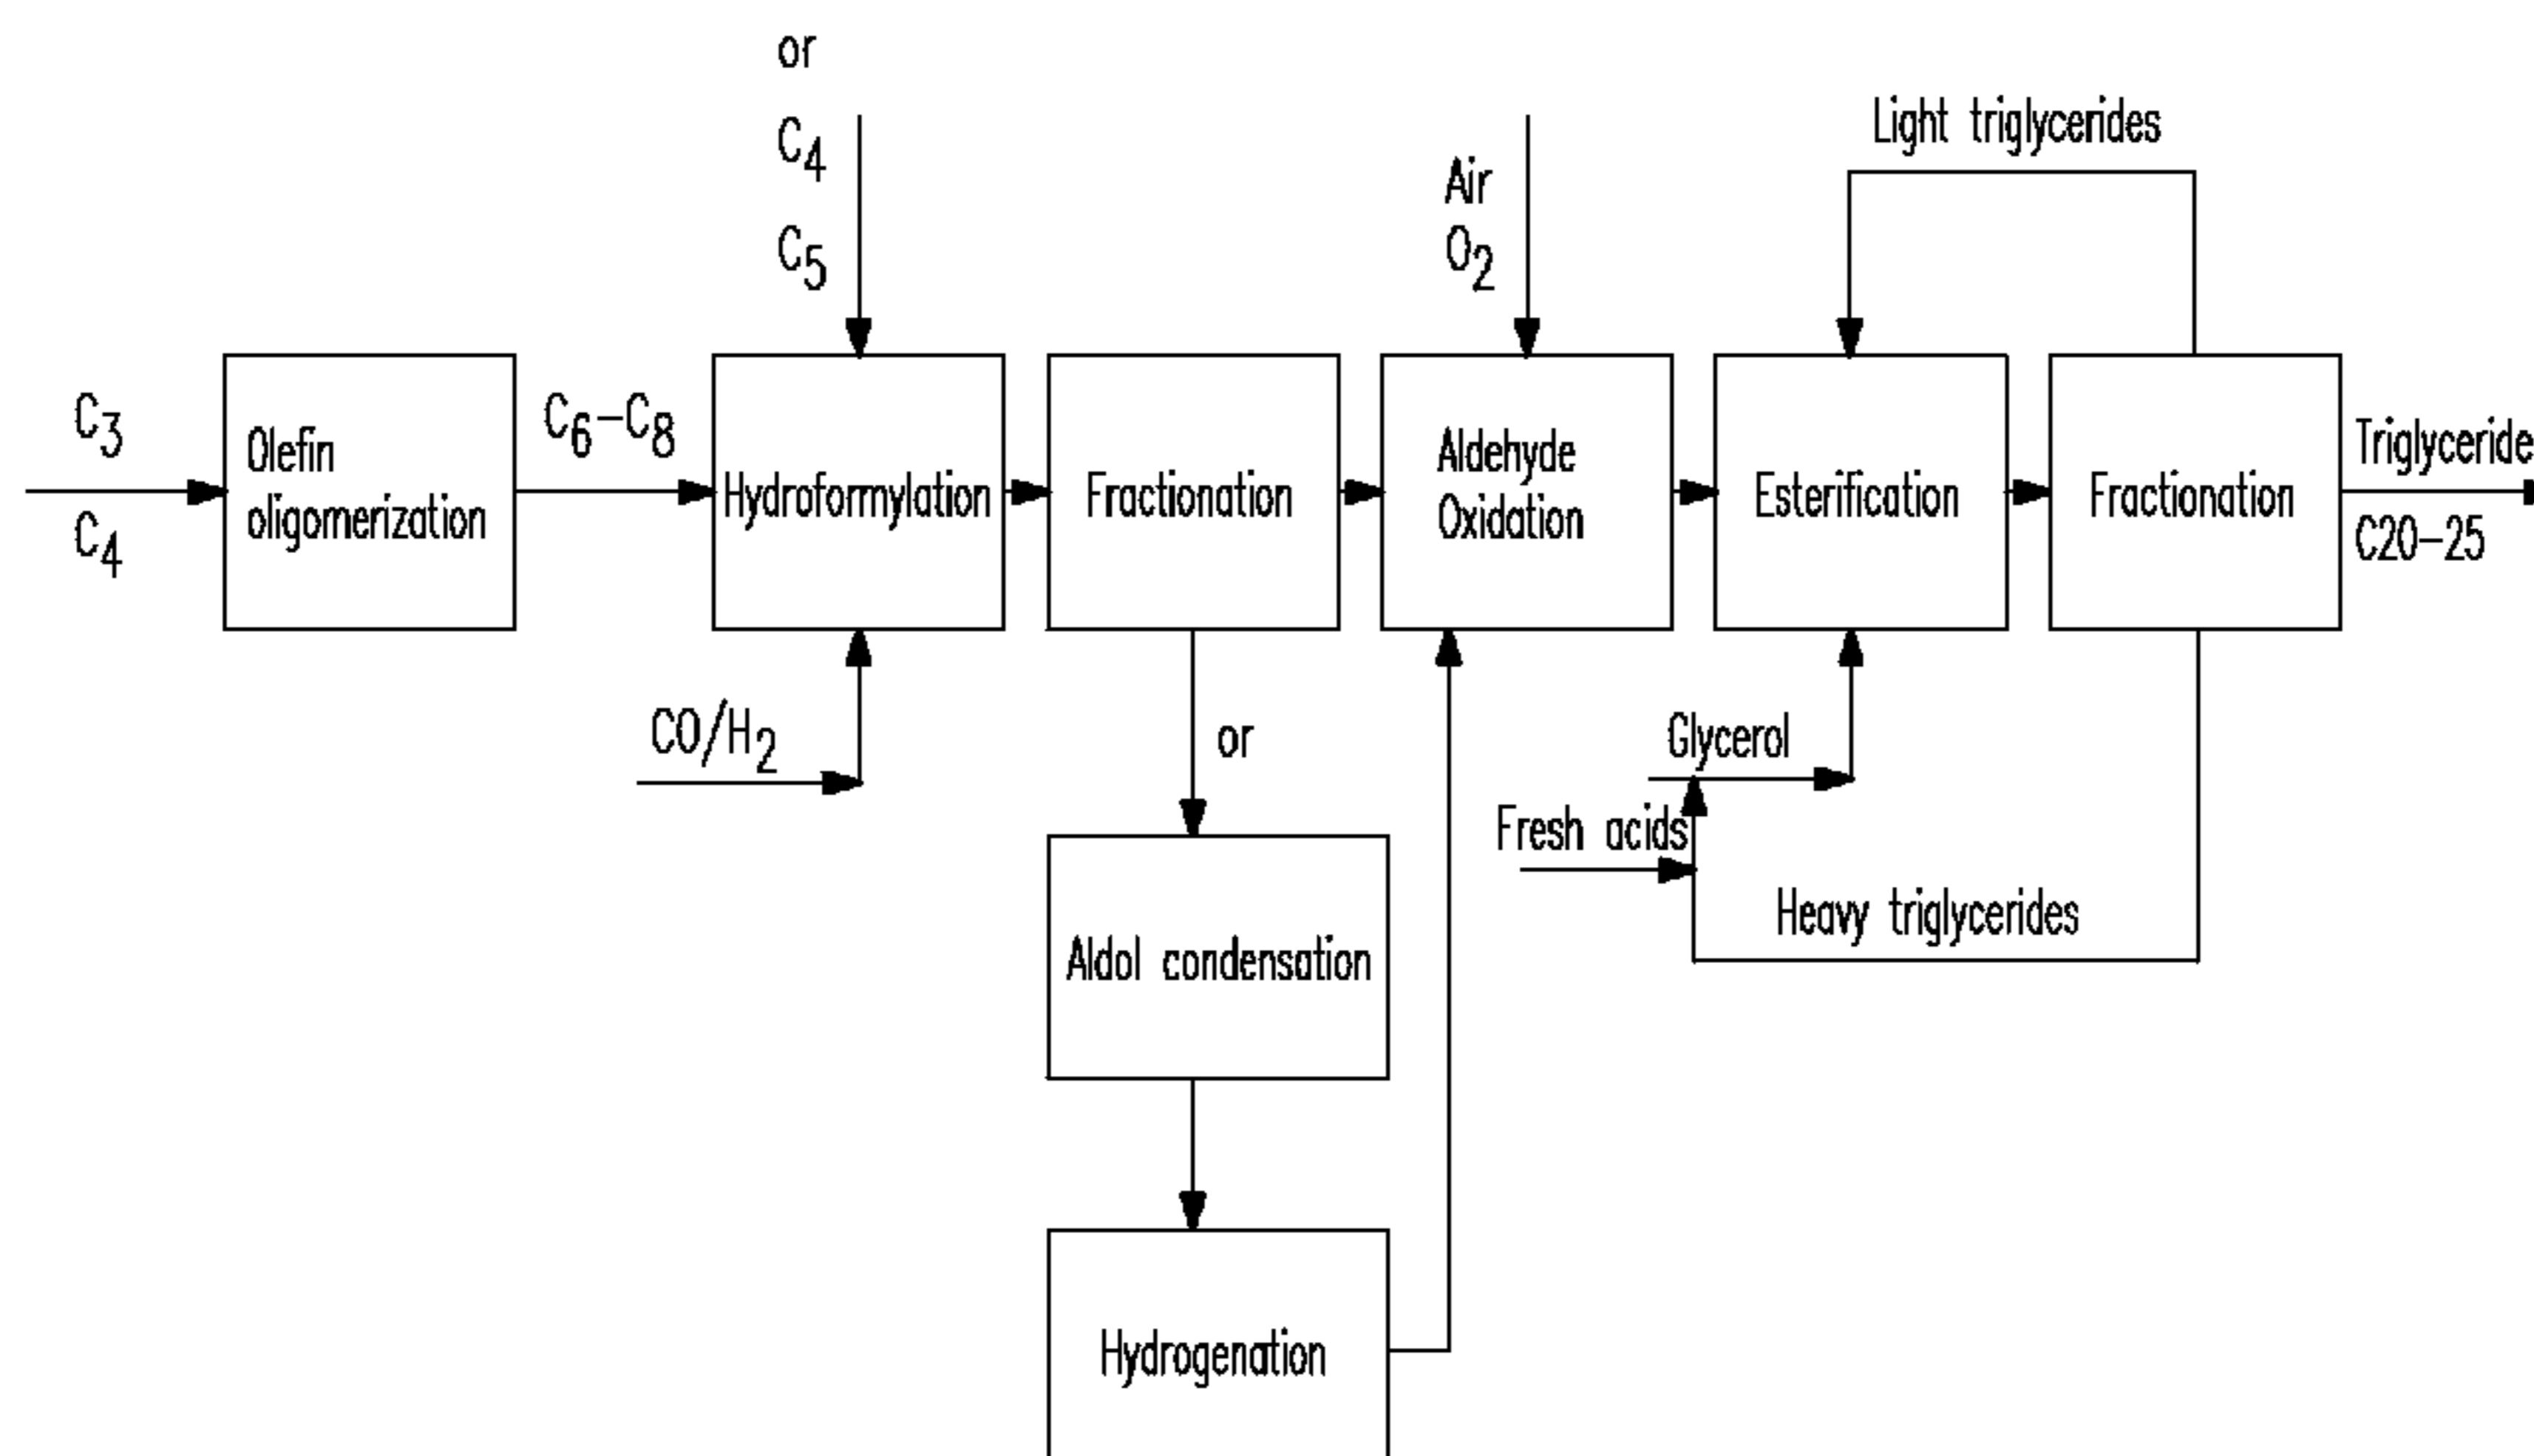 or
C4
C5
Air
O2
Light triglycerides
C3
C4
Olefin
oligomerization
C6-C8
Hydroformylation
Fractionation
Aldehyde
Oxidation
Esterification
Fractionation
Triglyceride
C20-25
CO/H2
or
Glycerol
Fresh acids
Heavy triglycerides
Aldol condensation
Hydrogenation